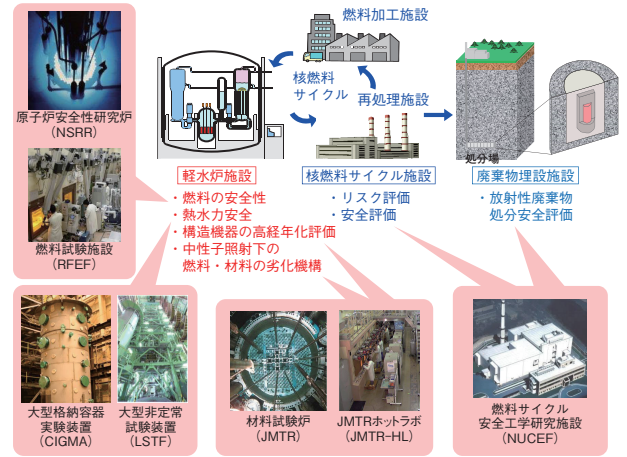 燃料加工施設
核燃料
サイクル
再処理施設
処分場
原子炉安全性研究炉
（NSRR）
燃料試験施設
（RFEF）
軽水炉施設
・燃料の安全性
・熱水力安全
・構造機器の高経年化評価
・中性子照射下の
燃料・材料の劣化機構
核燃料サイクル施設
・リスク評価
・安全評価
廃棄物埋設施設
・放射性廃棄物
処分安全評価
大型格納容器
実験装置
（CIGMA）
大型非定常
試験装置
（LSTF）
材料試験炉
（JMTR）
JMTRホットラボ
（JMTR-HL）
燃料サイクル
安全工学研究施設
（NUCEF）